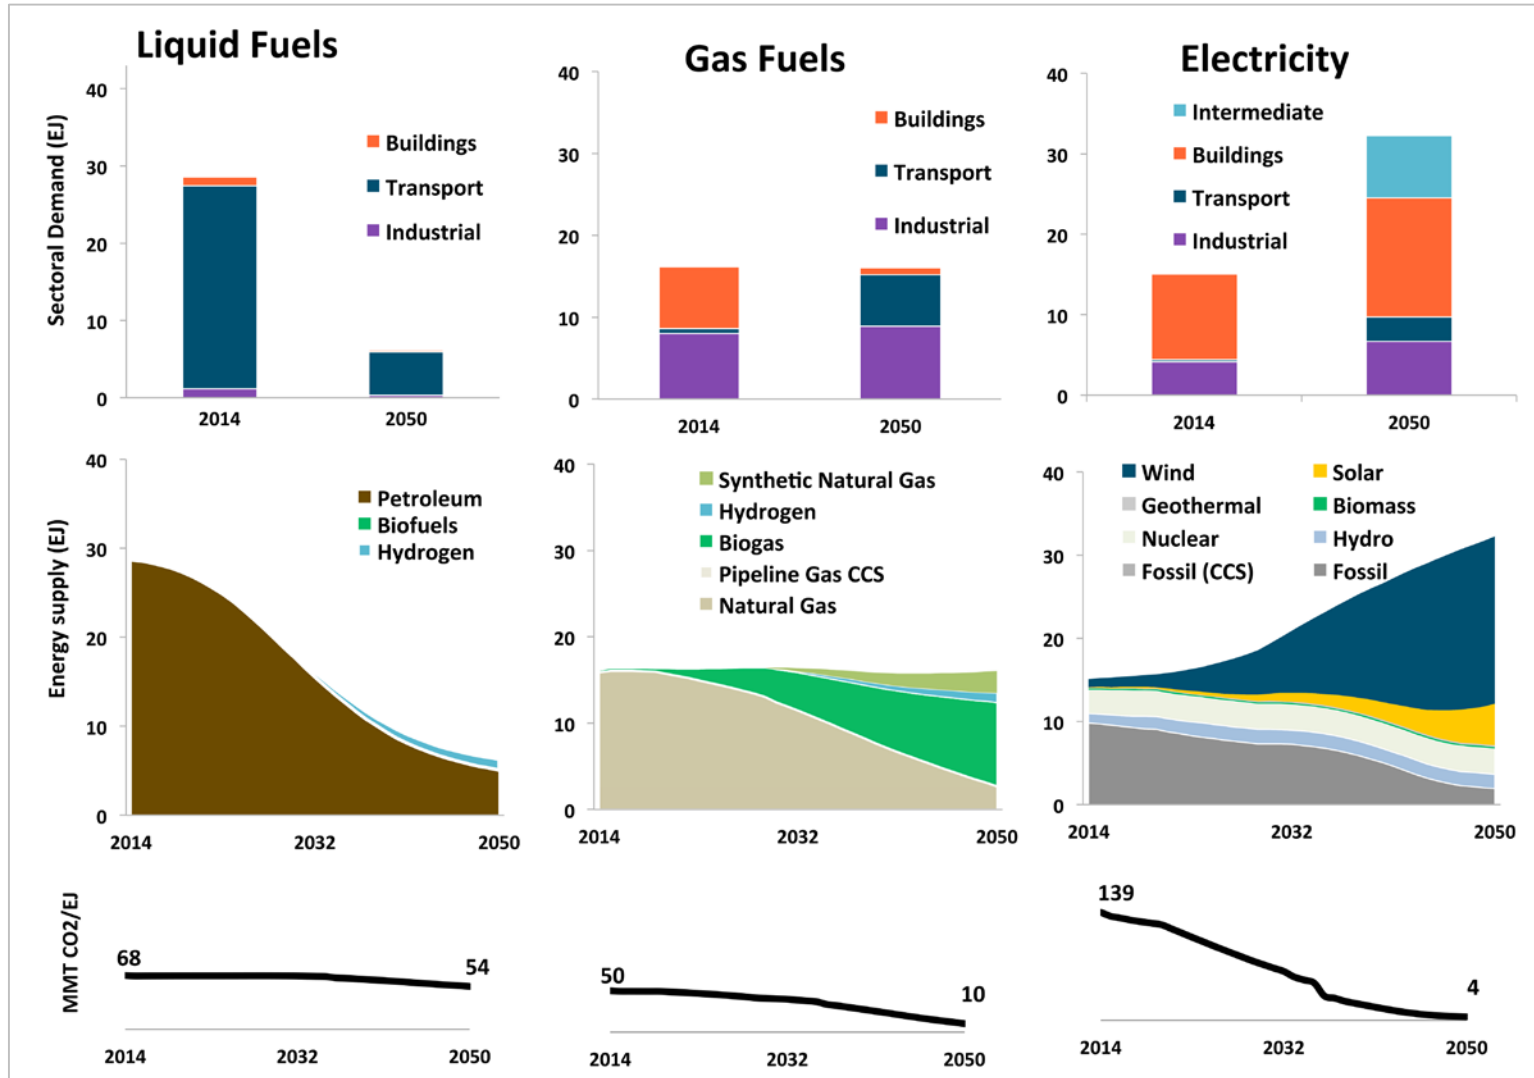 Liquid Fuels
Sectoral Demand (EJ)
40
30
20
10
0
Buildings
Transport
Industrial
2014 2050
Gas Fuels
40
30
20
10
0
Buildings
Transport
Industrial
2014 2050
Electricity
40
30
20
10
0
Intermediate
Buildings
Transport
Industrial
2014 2050
Energy supply (EJ)
40
30
20
10
0
Petroleum
Biofuels
Hydrogen
2014 2032 2050
40
30
20
10
0
Synthetic Natural Gas
Hydrogen
Biogas
Pipeline Gas CCS
Natural Gas
2014 2032 2050
40
30
20
10
0
Wind Solar
Geothermal Biomass
Nuclear Hydro
Fossil (CCS) Fossil
2014 2032 2050
MMT CO2/EJ
68 54
2014 2032 2050
50 10
2014 2032 2050
139 4
2014 2032 2050